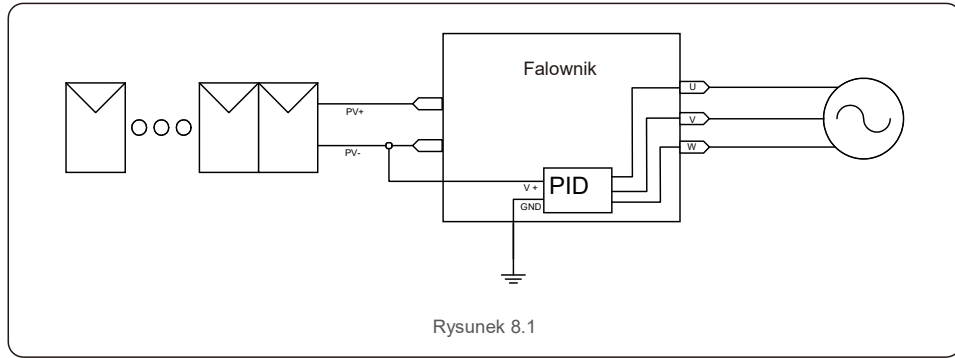 Falownik
PV+
PV-
U
V
W
V +
PID
GND
Rysunek 8.1